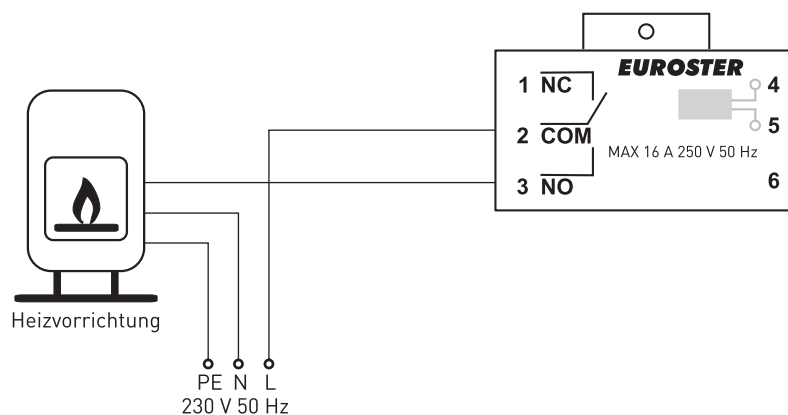 EUROSTER
1 NC
4
2 COM
5
MAX 16 A 250 V 50 Hz
3 NO
6
Heizvorrichtung
PE N L
230 V 50 Hz